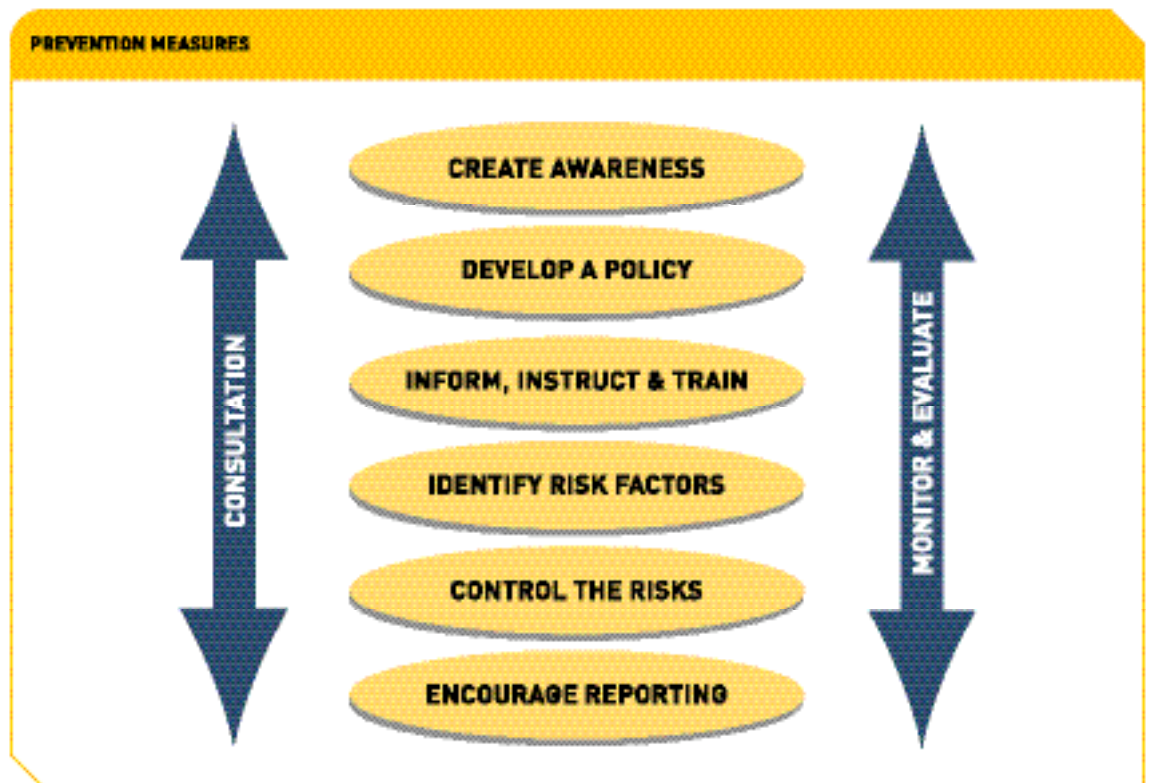 PREVENTION MEASURES
CREATE AWARENESS
DEVELOP A POLICY
INFORM, INSTRUCT & TRAIN
IDENTIFY RISK FACTORS
CONTROL THE RISKS
ENCOURAGE REPORTING
CONSULTATION
MONITOR & EVALUATE